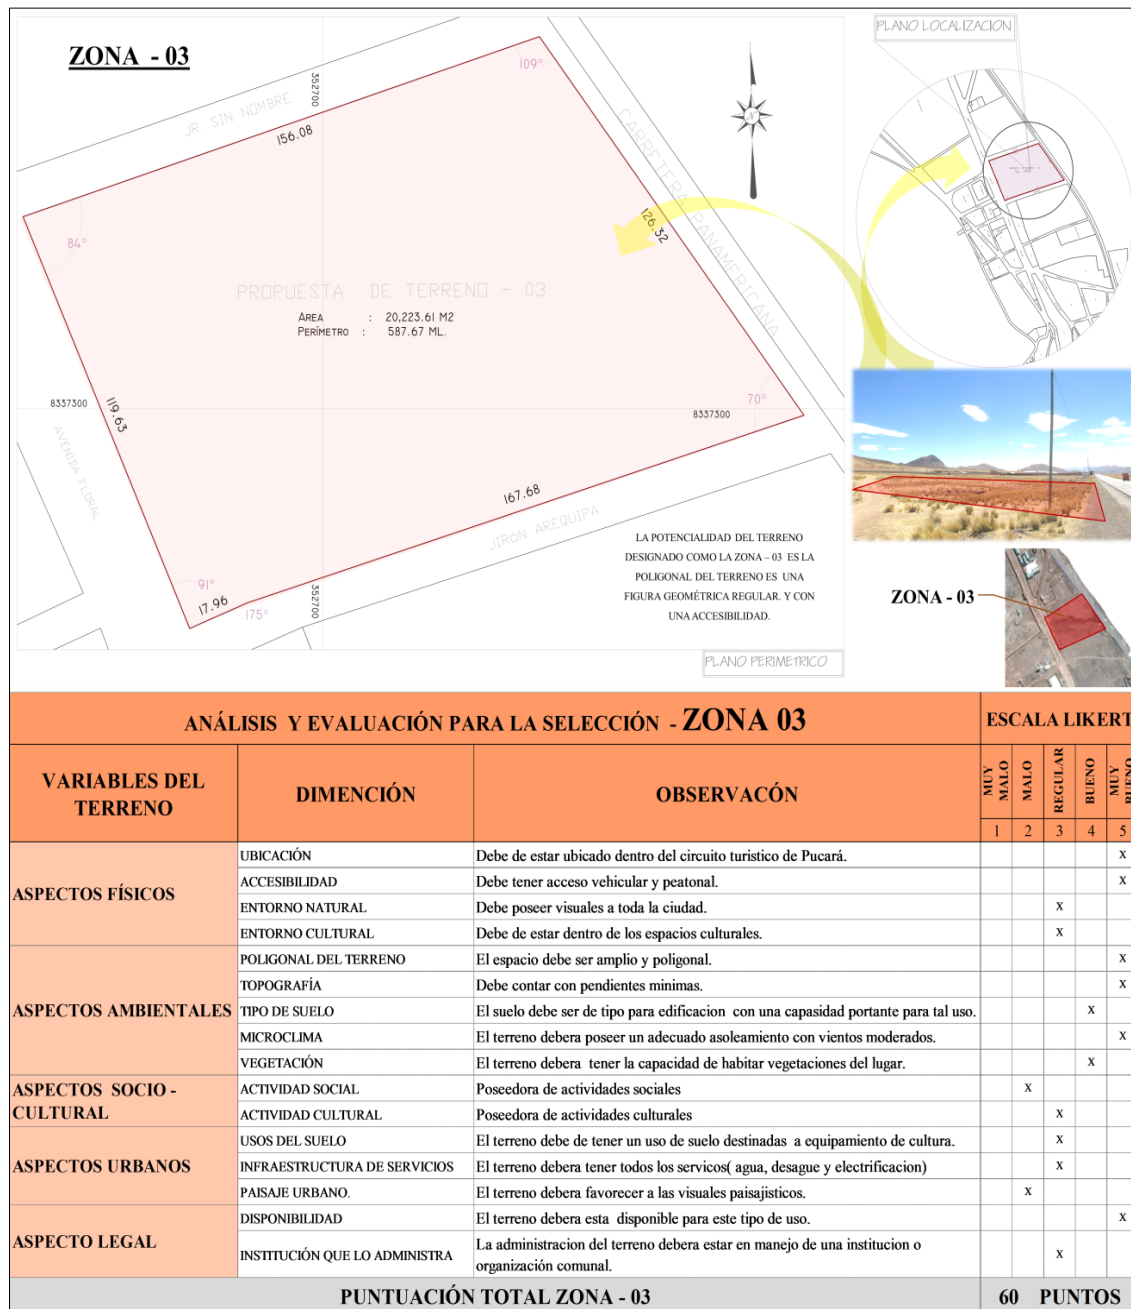 ZONA - 03
PLANO LOCALIZACION
109°
352700
JR. SIN NOMBRE
156.08
CARRETERA PANAMERICANA
N
126.32
84°
PROPUESTA DE TERRENO - 03
AREA : 20,223.61 M2
PERÍMETRO : 587.67 ML.
70°
8337300
8337300
119.63
AVENIDA FLORAL
167.68
JIRÓN AREQUIPA
91°
17.96
175°
352700
LA POTENCIALIDAD DEL TERRENO
DESIGNADO COMO LA ZONA – 03 ES LA
POLIGONAL DEL TERRENO ES UNA
FIGURA GEOMÉTRICA REGULAR. Y CON
UNA ACCESIBILIDAD.
ZONA - 03
PLANO PERIMETRICO
ANÁLISIS Y EVALUACIÓN PARA LA SELECCIÓN - ZONA 03
ESCALA LIKERT
VARIABLES DEL TERRENO
DIMENCIÓN
OBSERVACÓN
MUY MALO
MALO
REGULAR
BUENO
MUY BUENO
1 2 3 4 5
ASPECTOS FÍSICOS
UBICACIÓN Debe de estar ubicado dentro del circuito turistico de Pucará. x
ACCESIBILIDAD Debe tener acceso vehicular y peatonal. x
ENTORNO NATURAL Debe poseer visuales a toda la ciudad. x
ENTORNO CULTURAL Debe de estar dentro de los espacios culturales. x
ASPECTOS AMBIENTALES
POLIGONAL DEL TERRENO El espacio debe ser amplio y poligonal. x
TOPOGRAFÍA Debe contar con pendientes minimas. x
TIPO DE SUELO El suelo debe ser de tipo para edificacion con una capasidad portante para tal uso. x
MICROCLIMA El terreno debera poseer un adecuado asoleamiento con vientos moderados. x
VEGETACIÓN El terreno debera tener la capacidad de habitar vegetaciones del lugar. x
ASPECTOS SOCIO - CULTURAL
ACTIVIDAD SOCIAL Poseedora de actividades sociales x
ACTIVIDAD CULTURAL Poseedora de actividades culturales x
ASPECTOS URBANOS
USOS DEL SUELO El terreno debe de tener un uso de suelo destinadas a equipamiento de cultura. x
INFRAESTRUCTURA DE SERVICIOS El terreno debera tener todos los servicos( agua, desague y electrificacion) x
PAISAJE URBANO. El terreno debera favorecer a las visuales paisajisticos. x
ASPECTO LEGAL
DISPONIBILIDAD El terreno debera esta disponible para este tipo de uso. x
INSTITUCIÓN QUE LO ADMINISTRA La administracion del terreno debera estar en manejo de una institucion o
organización comunal. x
PUNTUACIÓN TOTAL ZONA - 03 60 PUNTOS